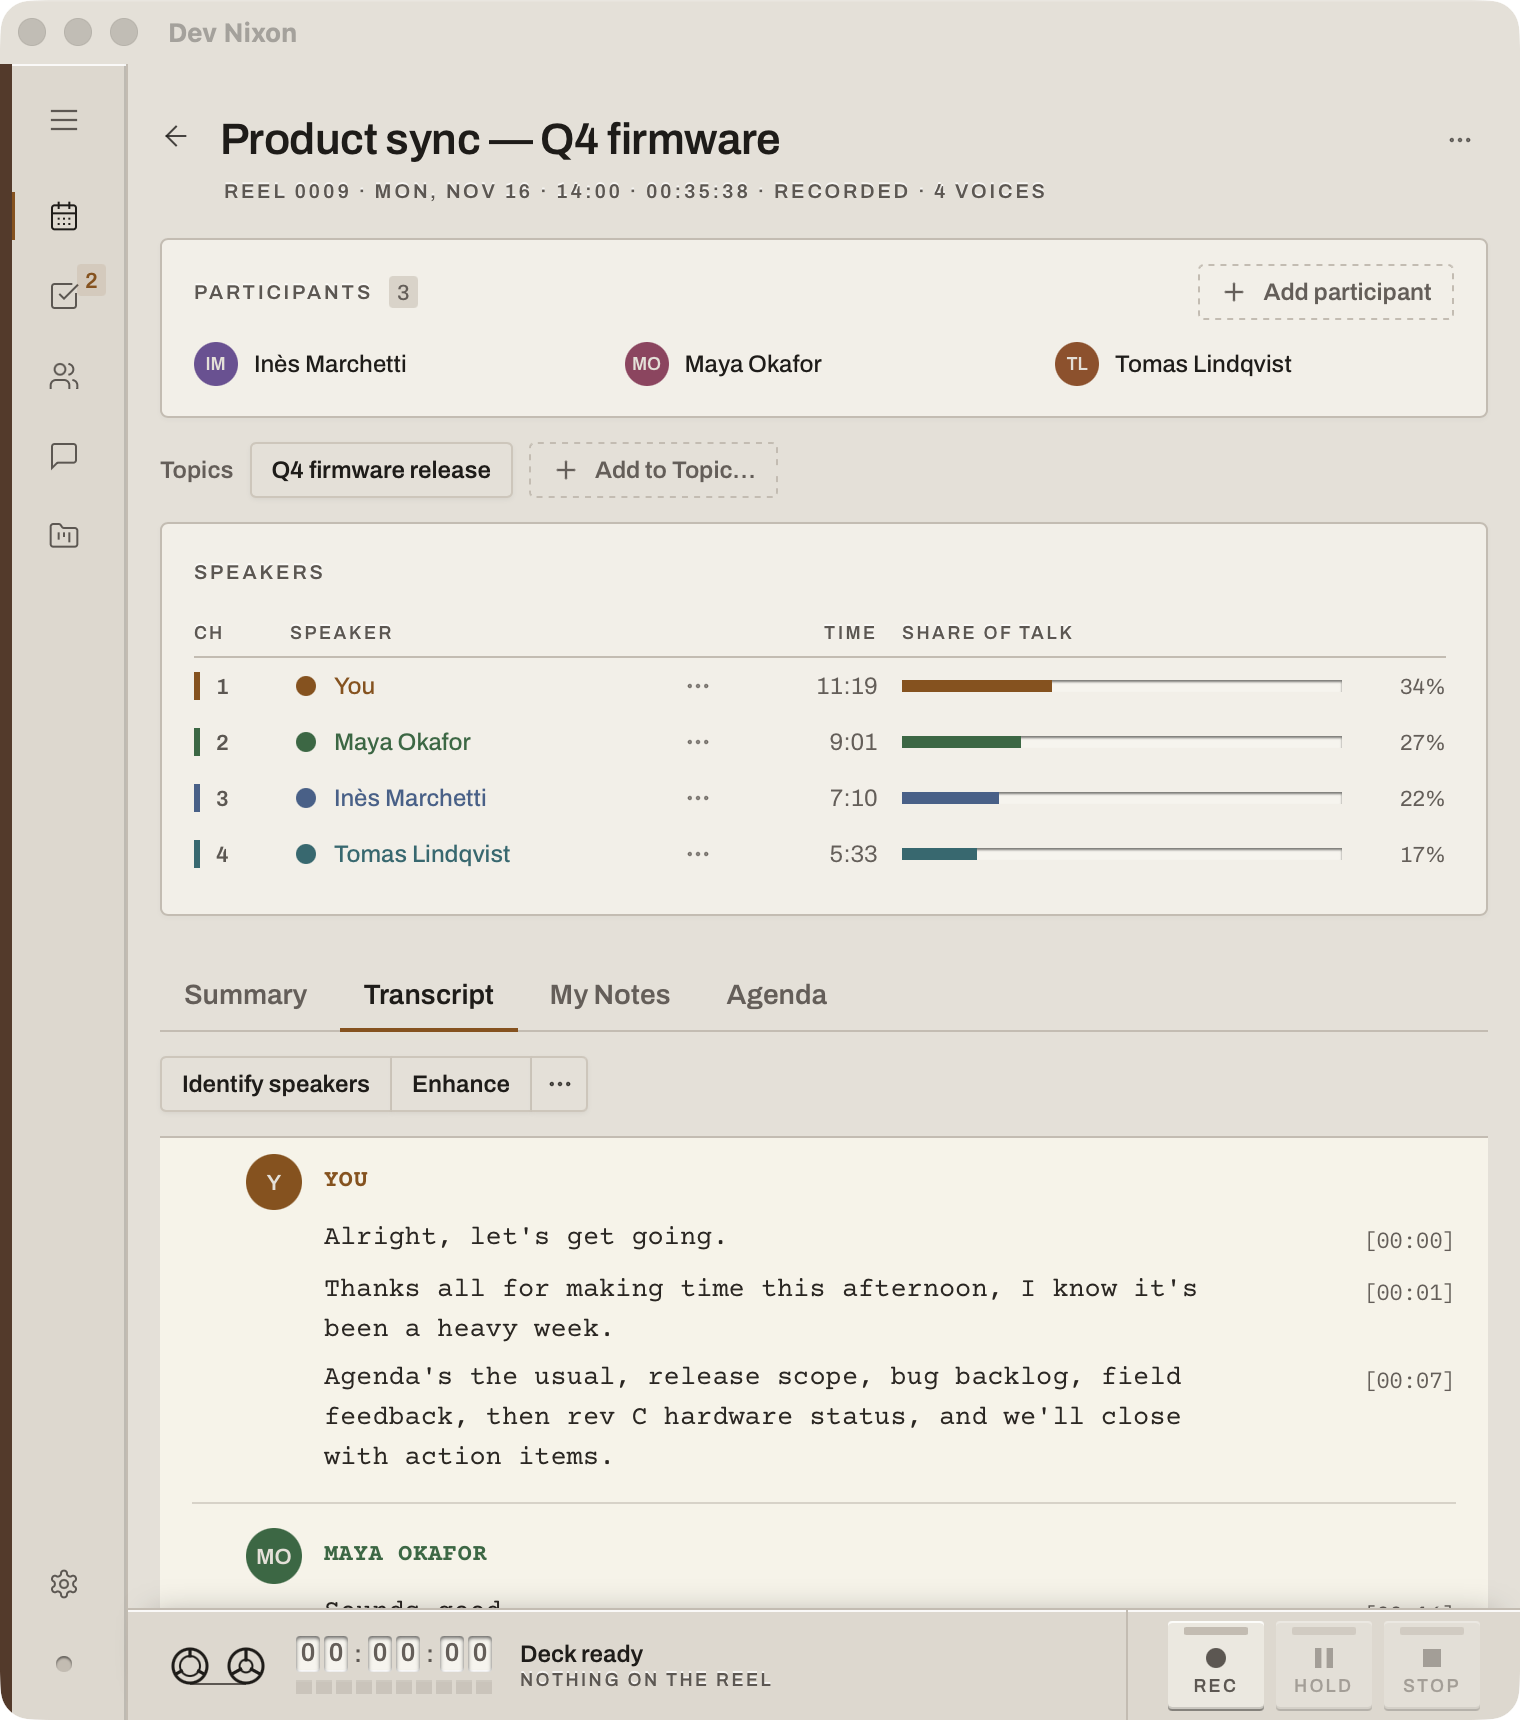 Dev Nixon
Product sync — Q4 firmware
REEL 0009 · MON, NOV 16 · 14:00 · 00:35:38 · RECORDED · 4 VOICES
2
PARTICIPANTS 3
Add participant
IM Inès Marchetti
MO Maya Okafor
TL Tomas Lindqvist
Topics Q4 firmware release Add to Topic...
SPEAKERS
CH SPEAKER TIME SHARE OF TALK
1 You 11:19 34%
2 Maya Okafor 9:01 27%
3 Inès Marchetti 7:10 22%
4 Tomas Lindqvist 5:33 17%
Summary Transcript My Notes Agenda
Identify speakers Enhance
Y YOU
Alright, let's get going. [00:00]
Thanks all for making time this afternoon, I know it's [00:01]
been a heavy week.
Agenda's the usual, release scope, bug backlog, field [00:07]
feedback, then rev C hardware status, and we'll close
with action items.
MO MAYA OKAFOR
Sounds good.
00:00:00
Deck ready
NOTHING ON THE REEL
REC HOLD STOP